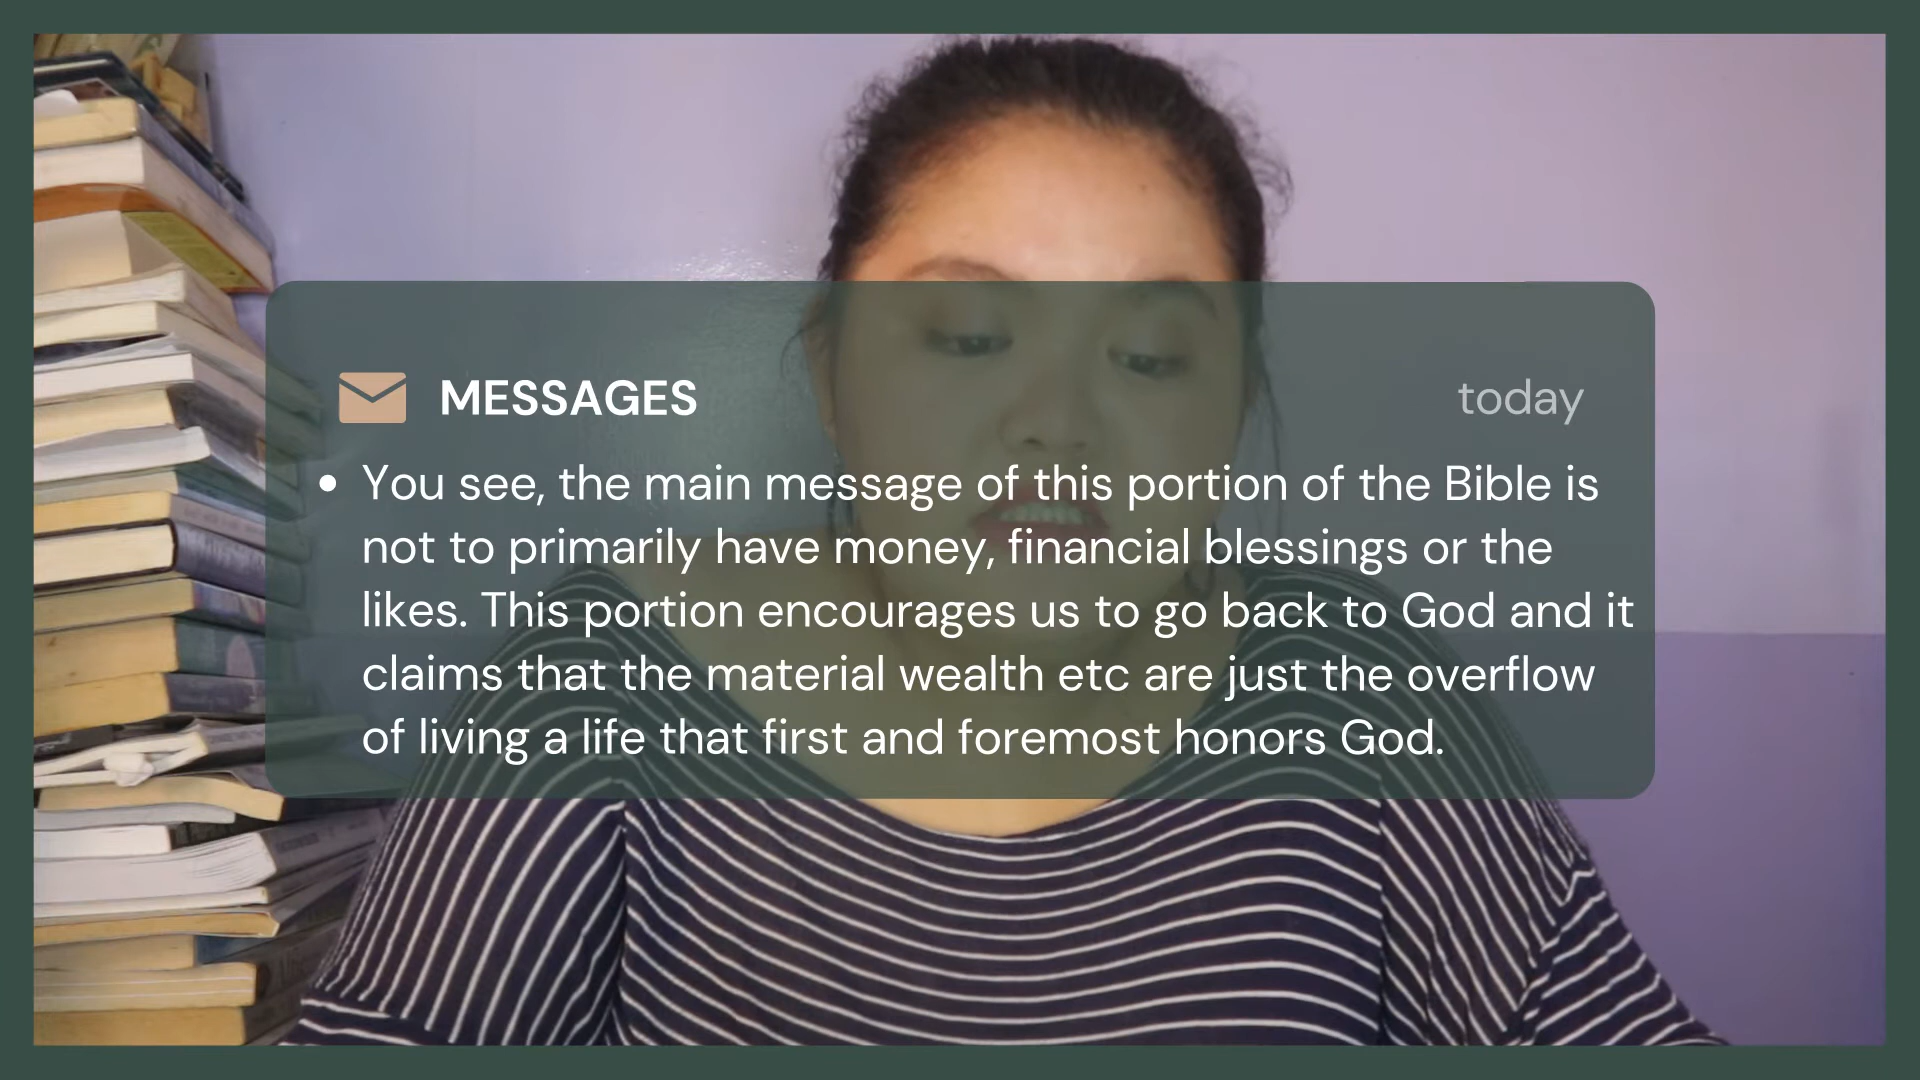 MESSAGES
today
You see, the main message of this portion of the Bible is
not to primarily have money, financial blessings or the
likes. This portion encourages us to go back to God and it
claims that the material wealth etc are just the overflow
of living a life that first and foremost honors God.